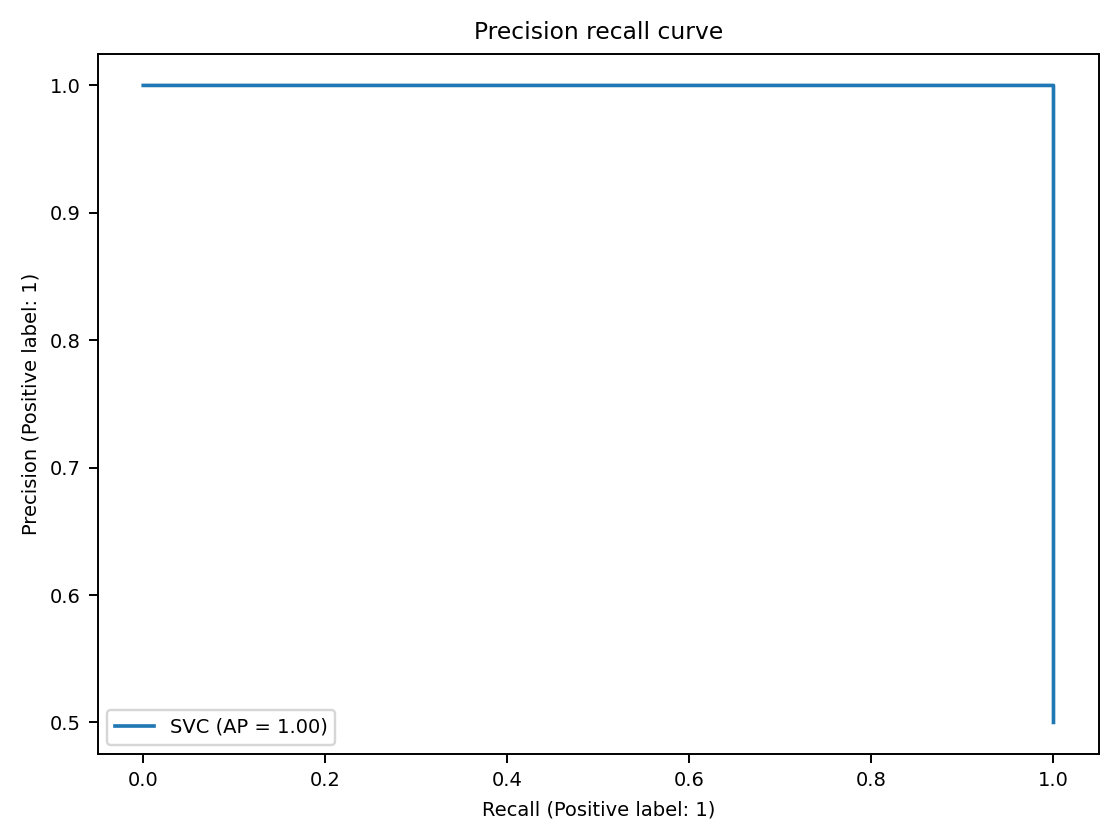 Precision recall curve
1.0
0.9
0.8
0.7
0.6
0.5
Precision (Positive label: 1)
SVC (AP = 1.00)
0.0 0.2 0.4 0.6 0.8 1.0
Recall (Positive label: 1)